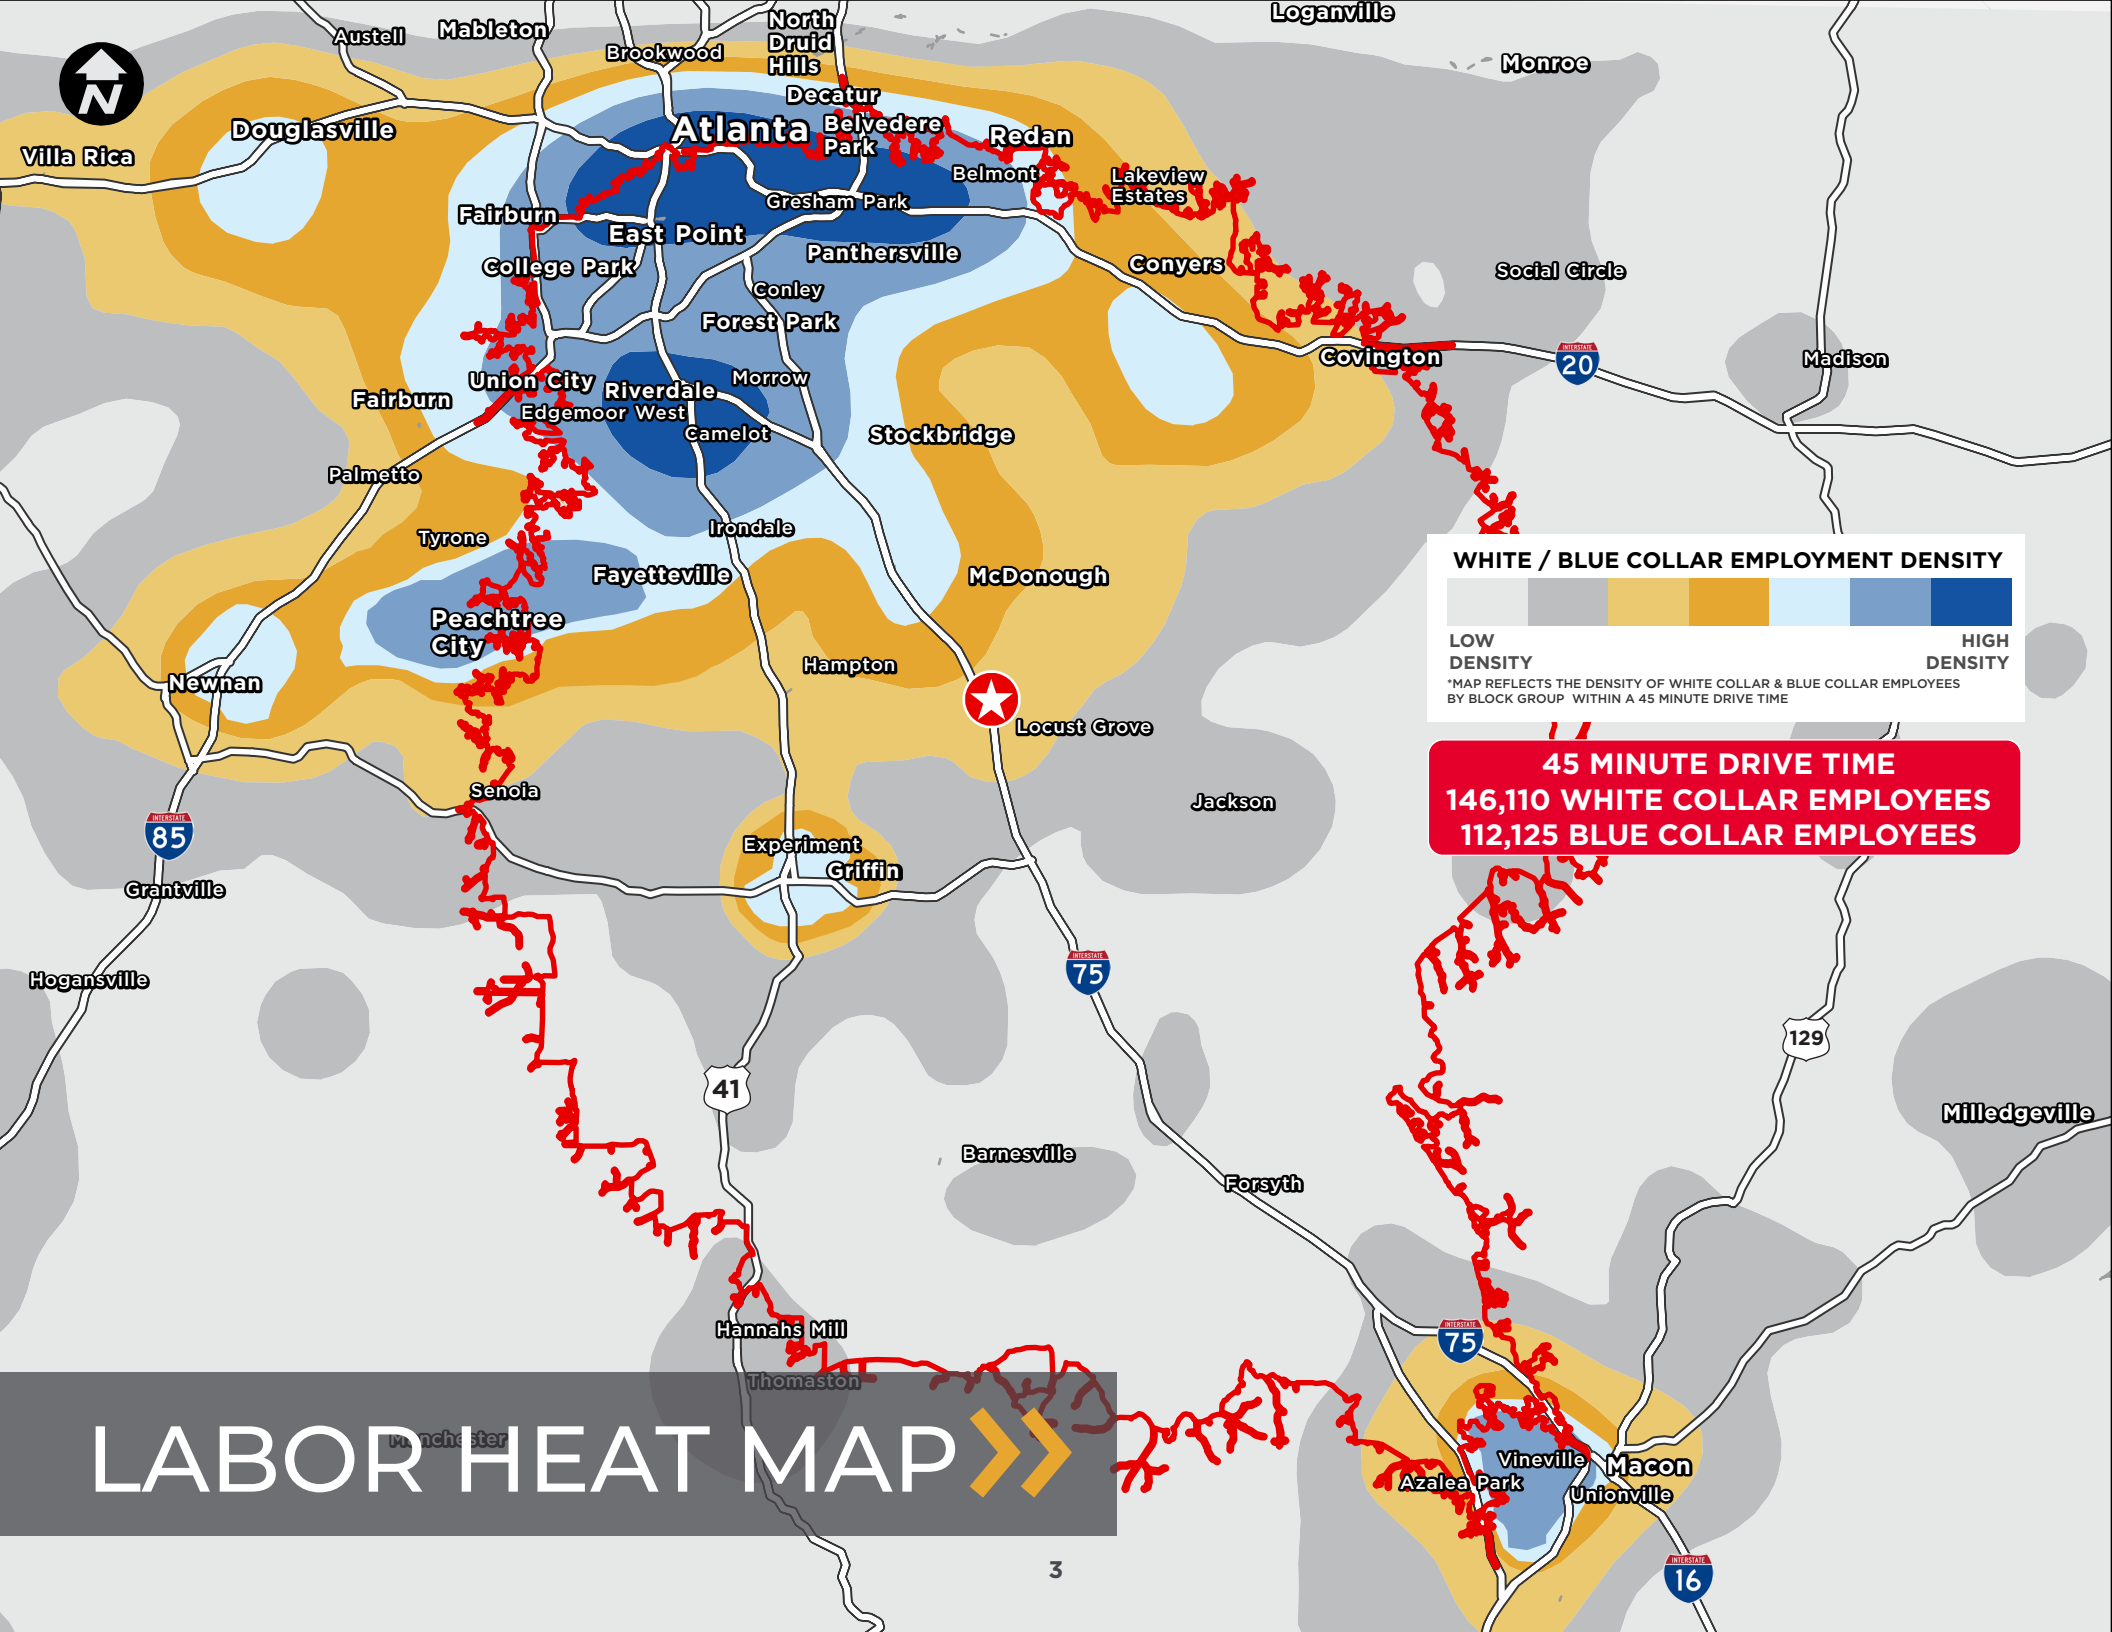 Loganville
North
Druid
Hills
Mableton
Austell
Brookwood
Monroe
N
Decatur
Douglasville
Atlanta
Belvedere
Park
Redan
Villa Rica
Belmont
Lakeview
Estates
Gresham Park
Fairburn
East Point
Panthersville
College Park
Conyers
Social Circle
Conley
Forest Park
Covington
INTERSTATE
20
Madison
Union City
Riverdale
Morrow
Fairburn
Edgemoor West
Camelot
Stockbridge
Palmetto
Irondale
Tyrone
Fayetteville
McDonough
WHITE / BLUE COLLAR EMPLOYMENT DENSITY
LOW
DENSITY
HIGH
DENSITY
*MAP REFLECTS THE DENSITY OF WHITE COLLAR & BLUE COLLAR EMPLOYEES
BY BLOCK GROUP WITHIN A 45 MINUTE DRIVE TIME
Peachtree
City
Hampton
Newnan
Locust Grove
45 MINUTE DRIVE TIME
146,110 WHITE COLLAR EMPLOYEES
112,125 BLUE COLLAR EMPLOYEES
Senoia
Jackson
INTERSTATE
85
Experiment
Griffin
Grantville
Hogansville
INTERSTATE
75
129
41
Milledgeville
Barnesville
Forsyth
Hannahs Mill
INTERSTATE
75
Thomaston
Manchester
LABOR HEAT MAP
Vineville
Macon
Azalea Park
Unionville
3
INTERSTATE
16